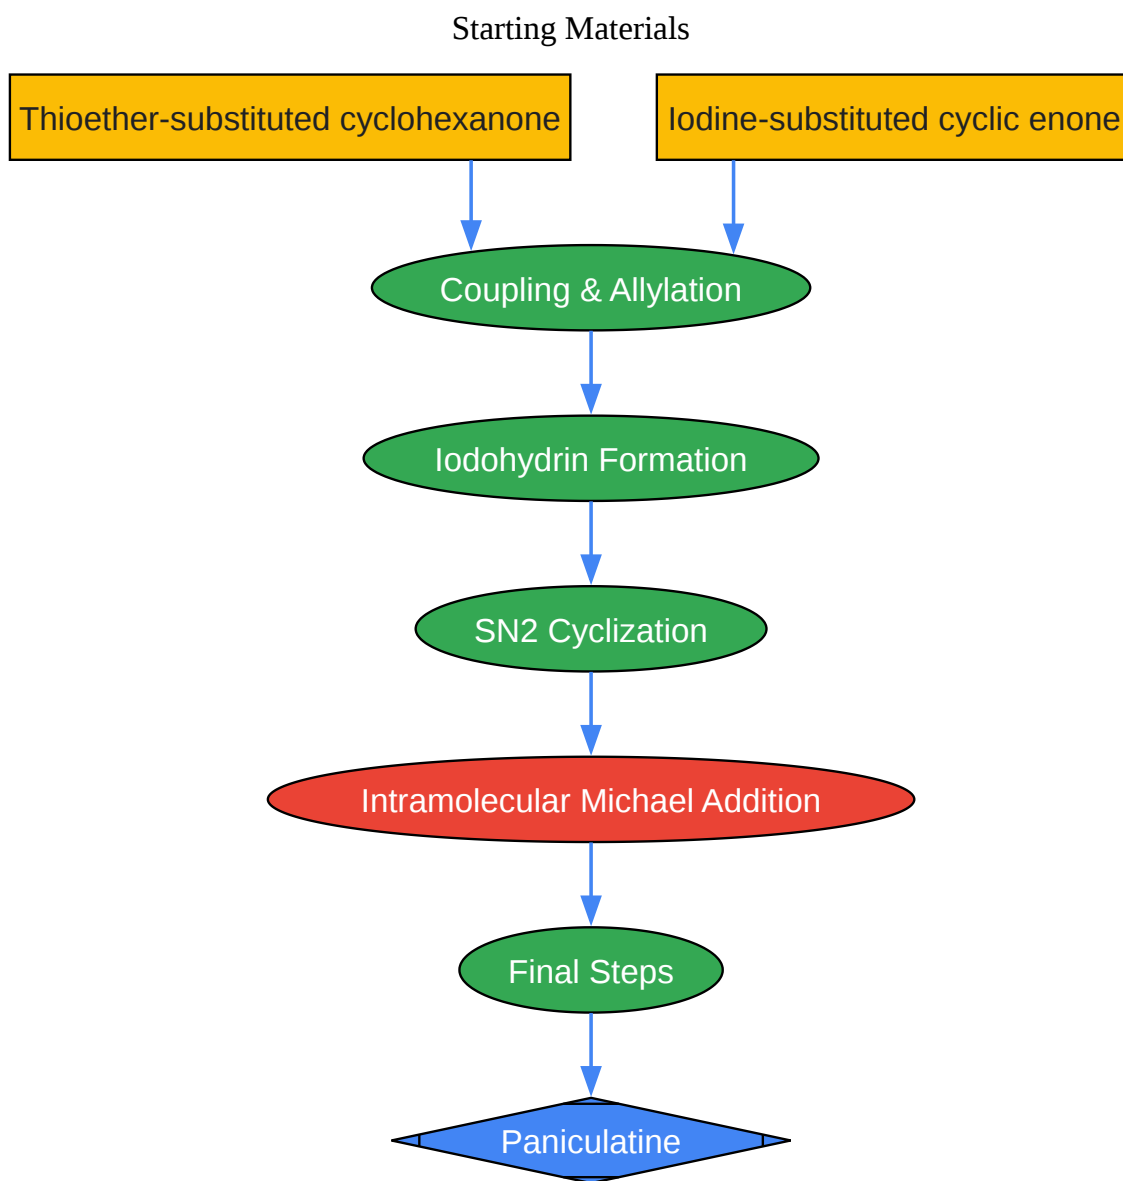 Starting Materials
Thioether-substituted cyclohexanone
Iodine-substituted cyclic enone
Coupling & Allylation
Iodohydrin Formation
SN2 Cyclization
Intramolecular Michael Addition
Final Steps
Paniculatine